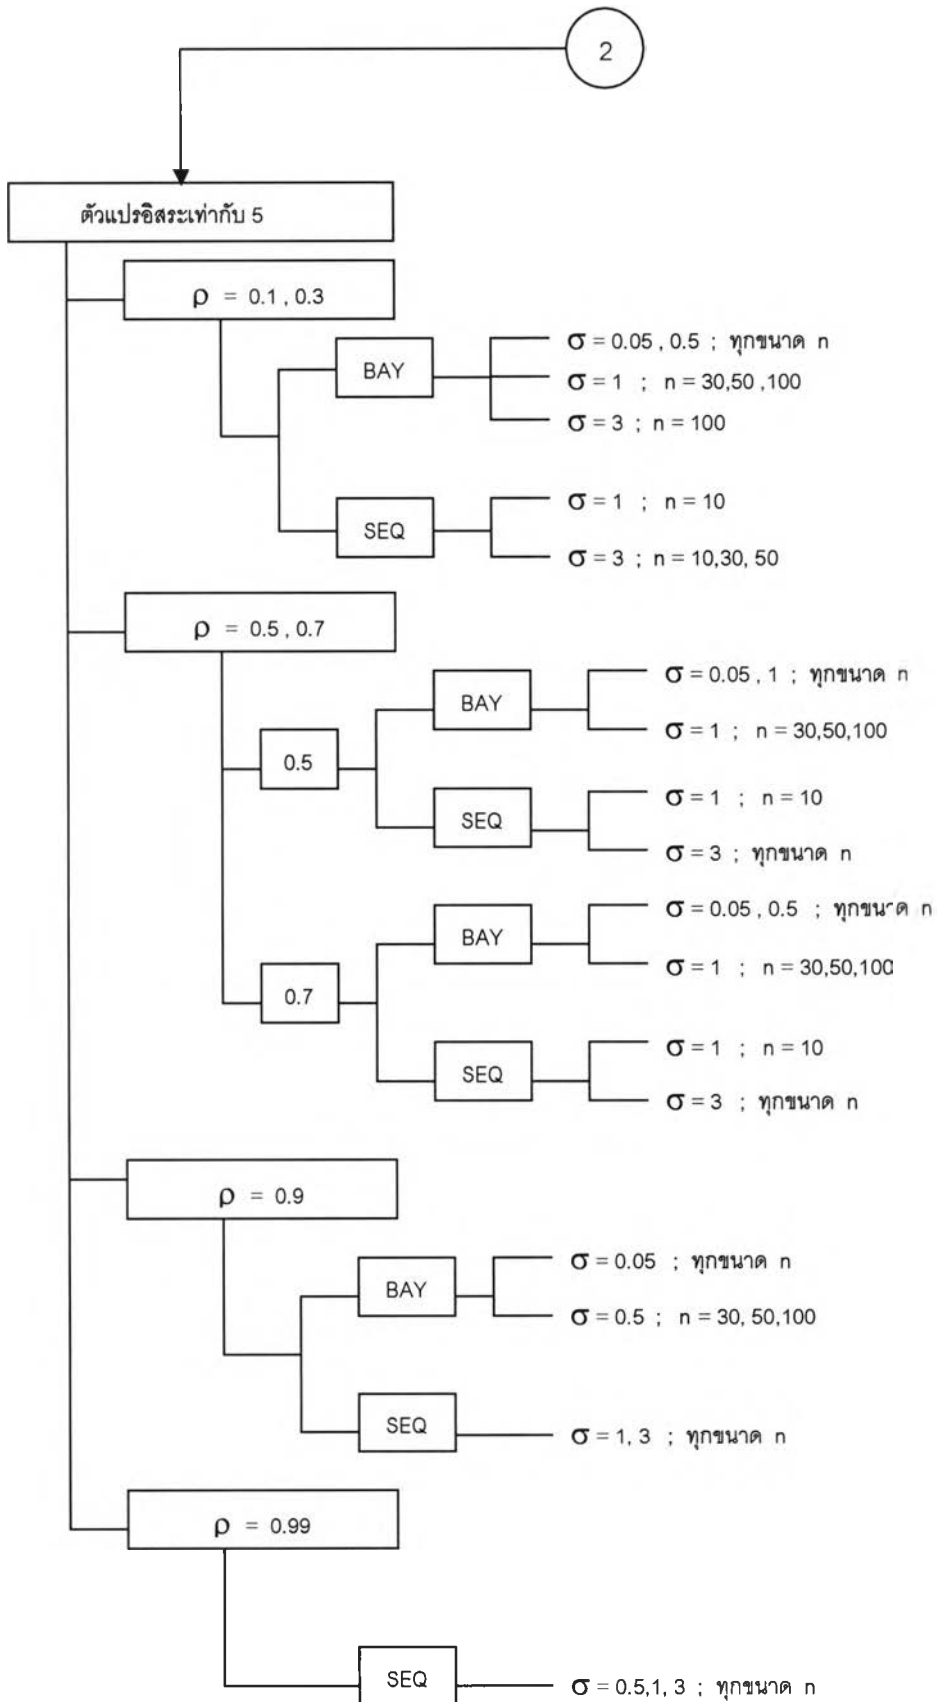 2
ตัวแปรอิสระเท่ากับ 5
ρ = 0.1 , 0.3
BAY
σ = 0.05 , 0.5 ; ทุกขนาด n
σ = 1 ; n = 30,50 ,100
σ = 3 ; n = 100
SEQ
σ = 1 ; n = 10
σ = 3 ; n = 10,30, 50
ρ = 0.5 , 0.7
0.5
BAY
σ = 0.05 , 1 ; ทุกขนาด n
σ = 1 ; n = 30,50,100
SEQ
σ = 1 ; n = 10
σ = 3 ; ทุกขนาด n
0.7
BAY
σ = 0.05 , 0.5 ; ทุกขนาด n
σ = 1 ; n = 30,50,100
SEQ
σ = 1 ; n = 10
σ = 3 ; ทุกขนาด n
ρ = 0.9
BAY
σ = 0.05 ; ทุกขนาด n
σ = 0.5 ; n = 30, 50,100
SEQ
σ = 1, 3 ; ทุกขนาด n
ρ = 0.99
SEQ
σ = 0.5,1, 3 ; ทุกขนาด n